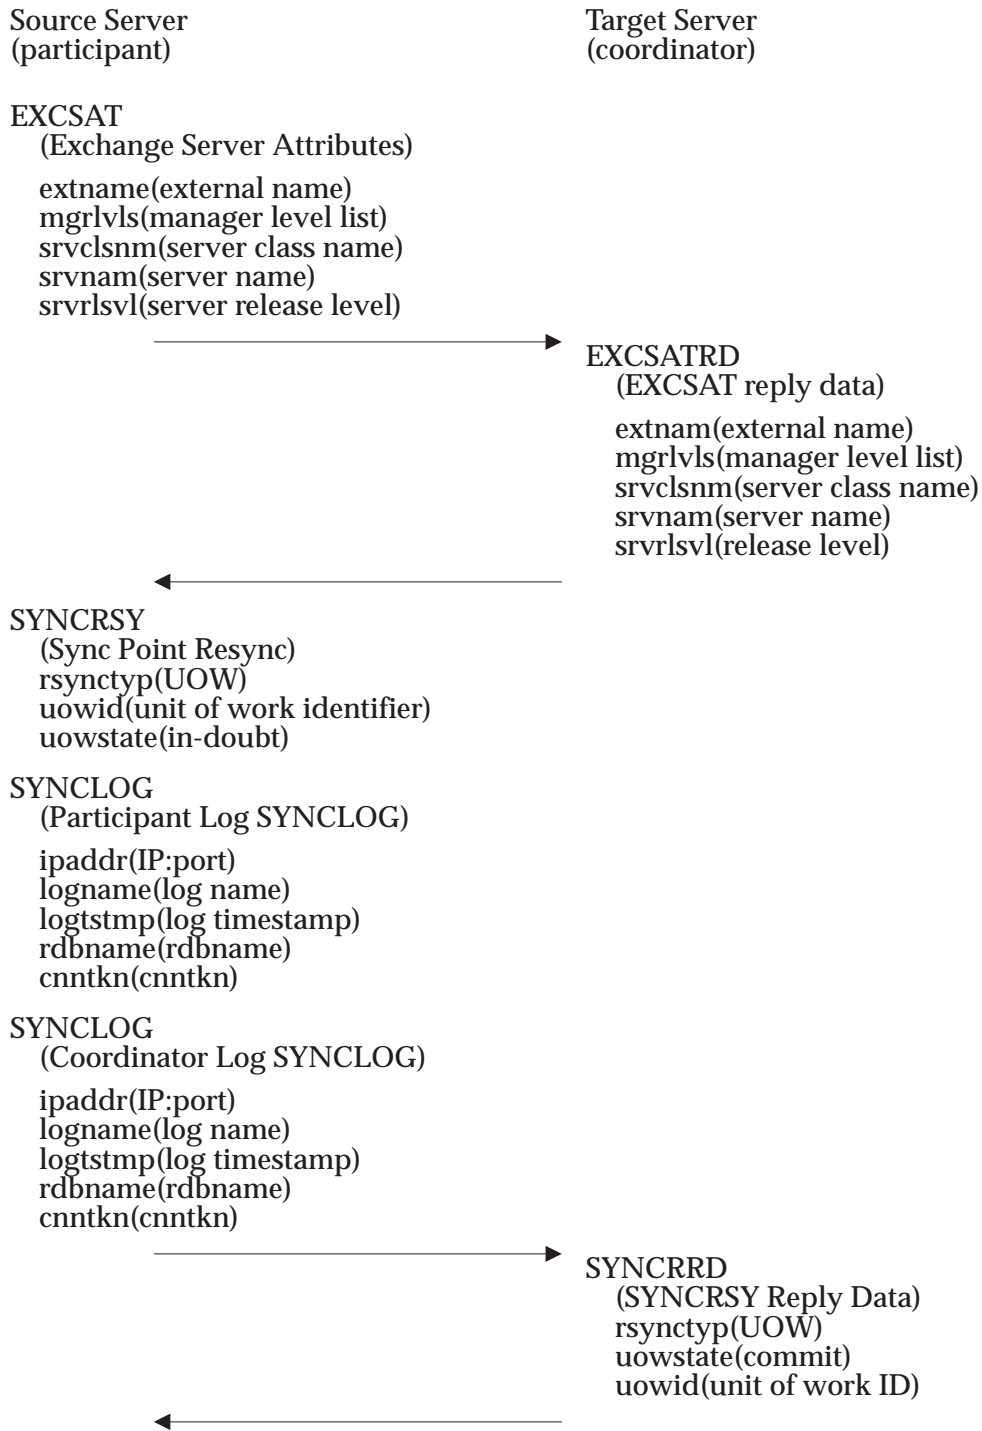 Source Server
(participant)
Target Server
(coordinator)
EXCSAT
(Exchange Server Attributes)
extname(external name)
mgrlvls(manager level list)
srvclsnm(server class name)
srvnam(server name)
srvrlsvl(server release level)
EXCSATRD
(EXCSAT reply data)
extnam(external name)
mgrlvls(manager level list)
srvclsnm(server class name)
srvnam(server name)
srvrlsvl(release level)
SYNCRSY
(Sync Point Resync)
rsynctyp(UOW)
uowid(unit of work identifier)
uowstate(in-doubt)
SYNCLOG
(Participant Log SYNCLOG)
ipaddr(IP:port)
logname(log name)
logtstmp(log timestamp)
rdbname(rdbname)
cnntkn(cnntkn)
SYNCLOG
(Coordinator Log SYNCLOG)
ipaddr(IP:port)
logname(log name)
logtstmp(log timestamp)
rdbname(rdbname)
cnntkn(cnntkn)
SYNCRRD
(SYNCRSY Reply Data)
rsynctyp(UOW)
uowstate(commit)
uowid(unit of work ID)